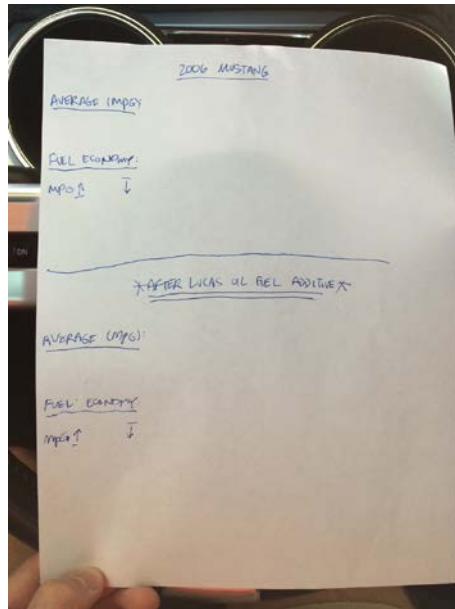 2006 MUSTANG
AVERAGE (MPG):
FUEL ECONOMY:
MPG ↑ ↓
*AFTER LUCAS OIL FUEL ADDITIVE*
AVERAGE (MPG):
FUEL ECONOMY:
MPG ↑ ↓